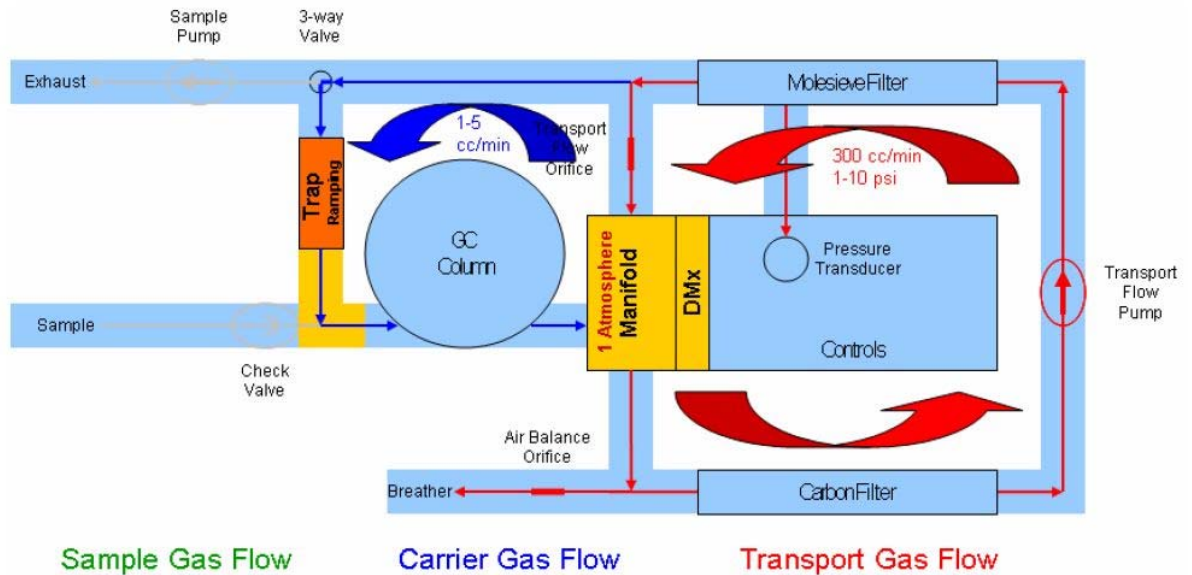 Sample
Pump
3-way
Valve
Exhaust
MolesieveFilter
1-5
cc/min
Transport
Flow
Orifice
300 cc/min
1-10 psi
Trap
Ramping
GC
Column
1 Atmosphere
Manifold
DMx
Pressure
Transducer
Transport
Flow
Pump
Sample
Controls
Check
Valve
Air Balance
Orifice
Breather
CarbonFilter
Sample Gas Flow
Carrier Gas Flow
Transport Gas Flow